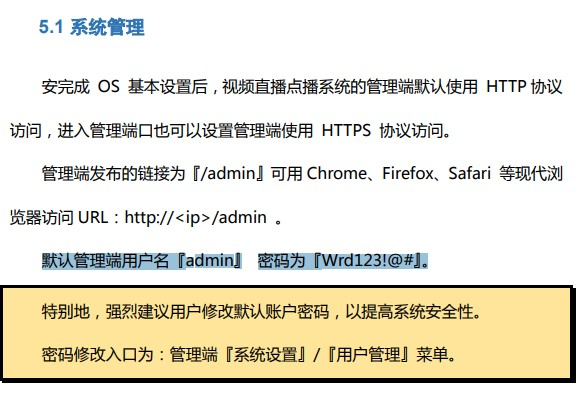 5.1 系统管理
安完成 OS 基本设置后，视频直播点播系统的管理端默认使用 HTTP 协议
访问，进入管理端口也可以设置管理端使用 HTTPS 协议访问。
管理端发布的链接为『/admin』可用 Chrome、Firefox、Safari 等现代浏
览器访问 URL：http://<ip>/admin 。
默认管理端用户名『admin』 密码为『Wrd123!@#』。
特别地，强烈建议用户修改默认账户密码，以提高系统安全性。
密码修改入口为：管理端『系统设置』/『用户管理』菜单。